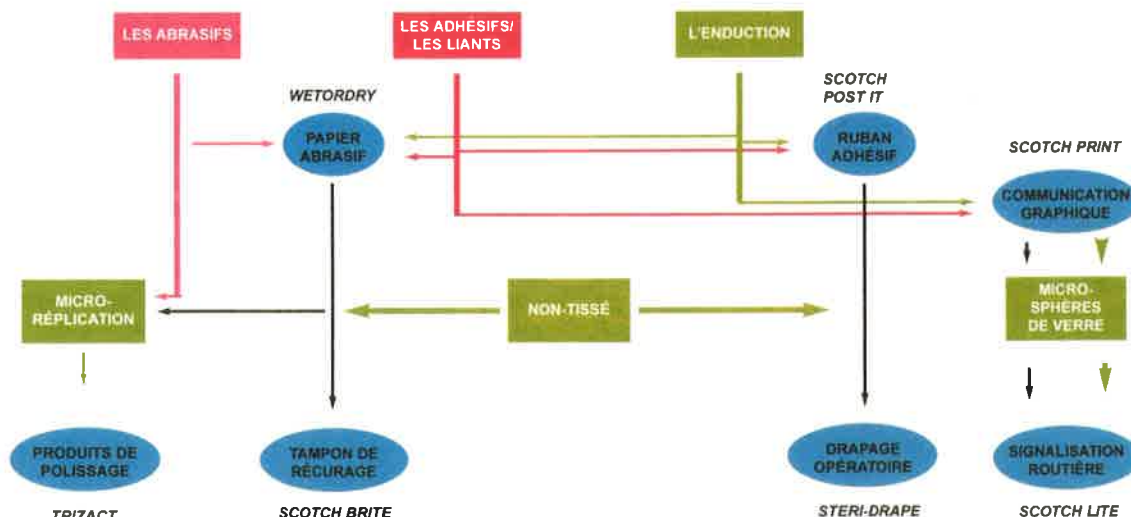 LES ABRASIFS
LES ADHÉSIFS/
LES LIANTS
L'ENDUCTION
WETORDRY
SCOTCH
POST IT
PAPIER
ABRASIF
RUBAN
ADHÉSIF
SCOTCH PRINT
COMMUNICATION
GRAPHIQUE
MICRO-
RÉPLICATION
NON-TISSÉ
MICRO-
SPHÈRES
DE VERRE
PRODUITS DE
POLISSAGE
TAMPON DE
RÉCURAGE
DRAPAGE
OPÉRATOIRE
SIGNALISATION
ROUTIÈRE
TRIZACT
SCOTCH BRITE
STERI-DRAPE
SCOTCH LITE